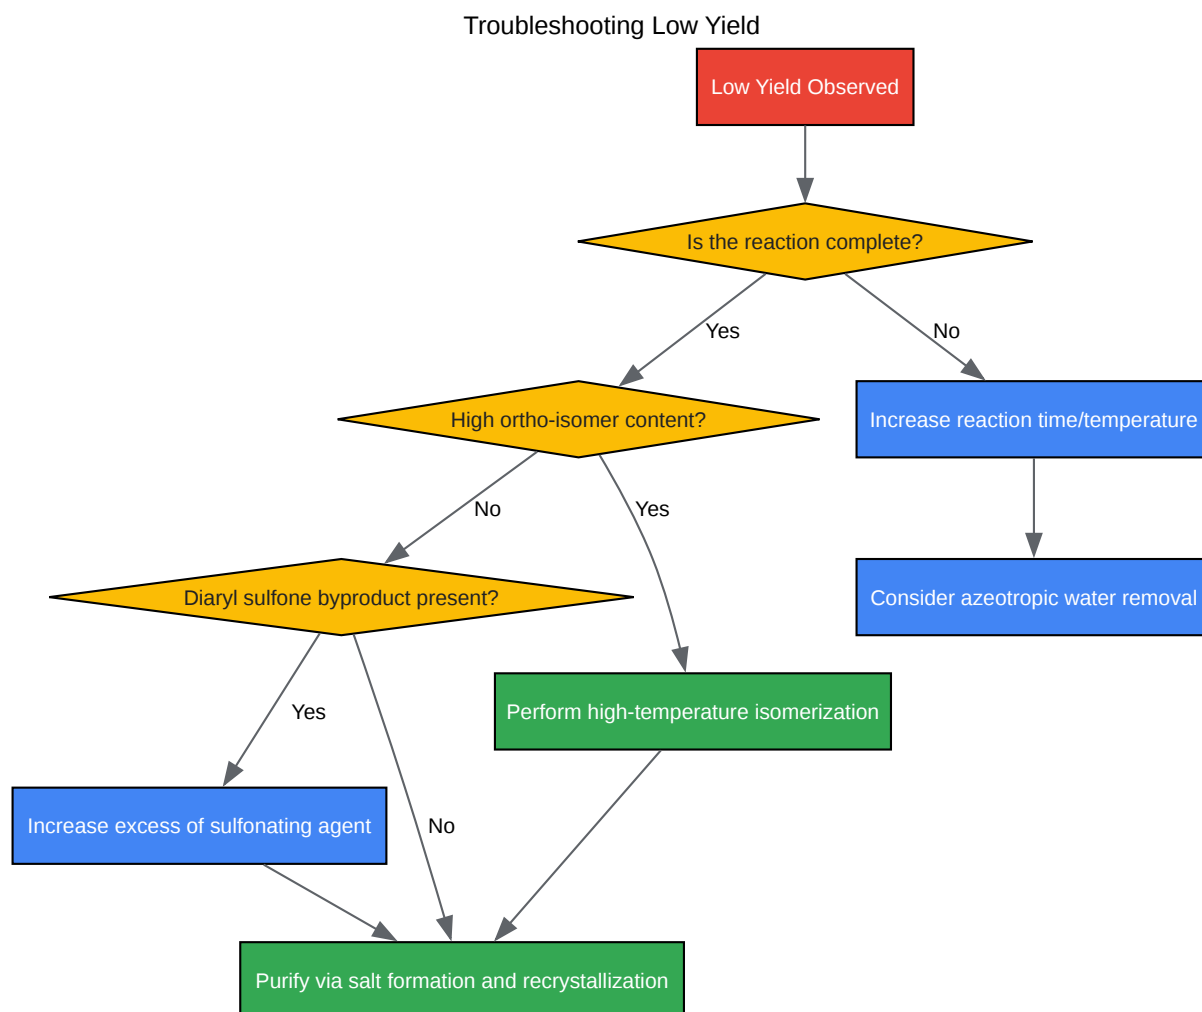 Troubleshooting Low Yield
Low Yield Observed
Is the reaction complete?
Yes
No
High ortho-isomer content?
Increase reaction time/temperature
No
Yes
Diaryl sulfone byproduct present?
Consider azeotropic water removal
Yes
Perform high-temperature isomerization
Increase excess of sulfonating agent
No
Purify via salt formation and recrystallization